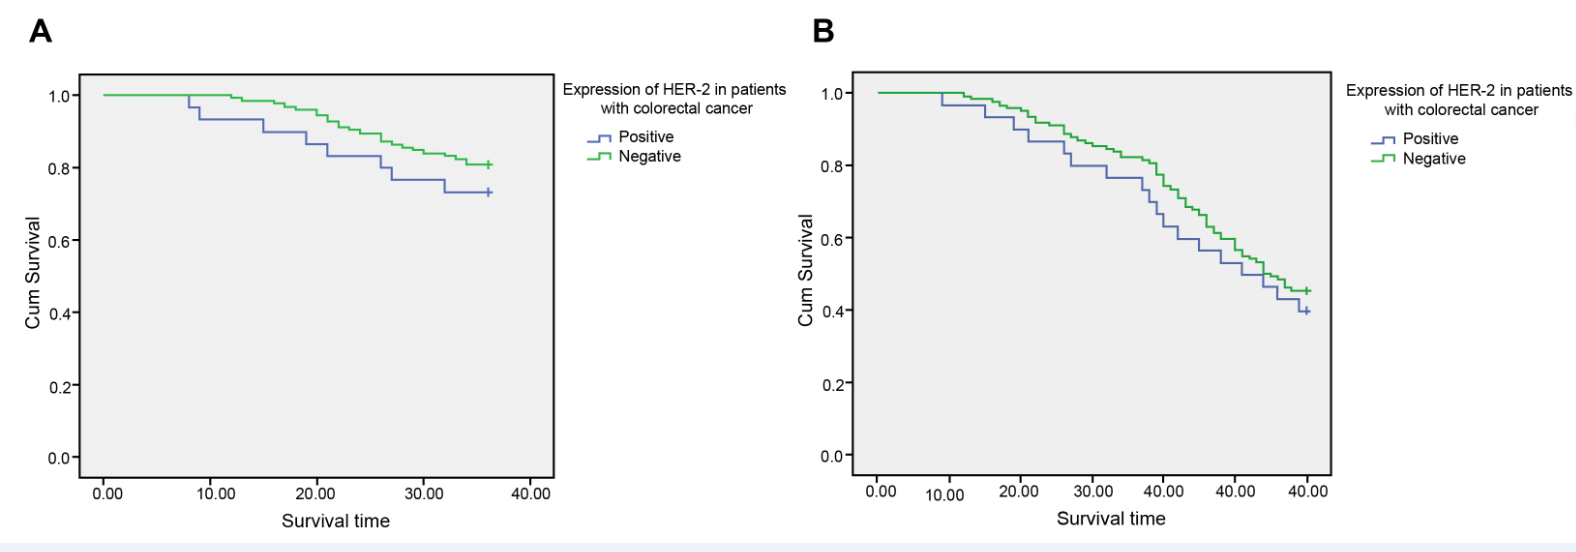 A
Expression of HER-2 in patients
with colorectal cancer
Positive
Negative
Cum Survival
1.0
0.8
0.6
0.4
0.2
0.0
0.00 10.00 20.00 30.00 40.00
Survival time
B
Expression of HER-2 in patients
with colorectal cancer
Positive
Negative
Cum Survival
1.0
0.8
0.6
0.4
0.2
0.0
0.00 10.00 20.00 30.00 40.00 40.00 40.00
Survival time